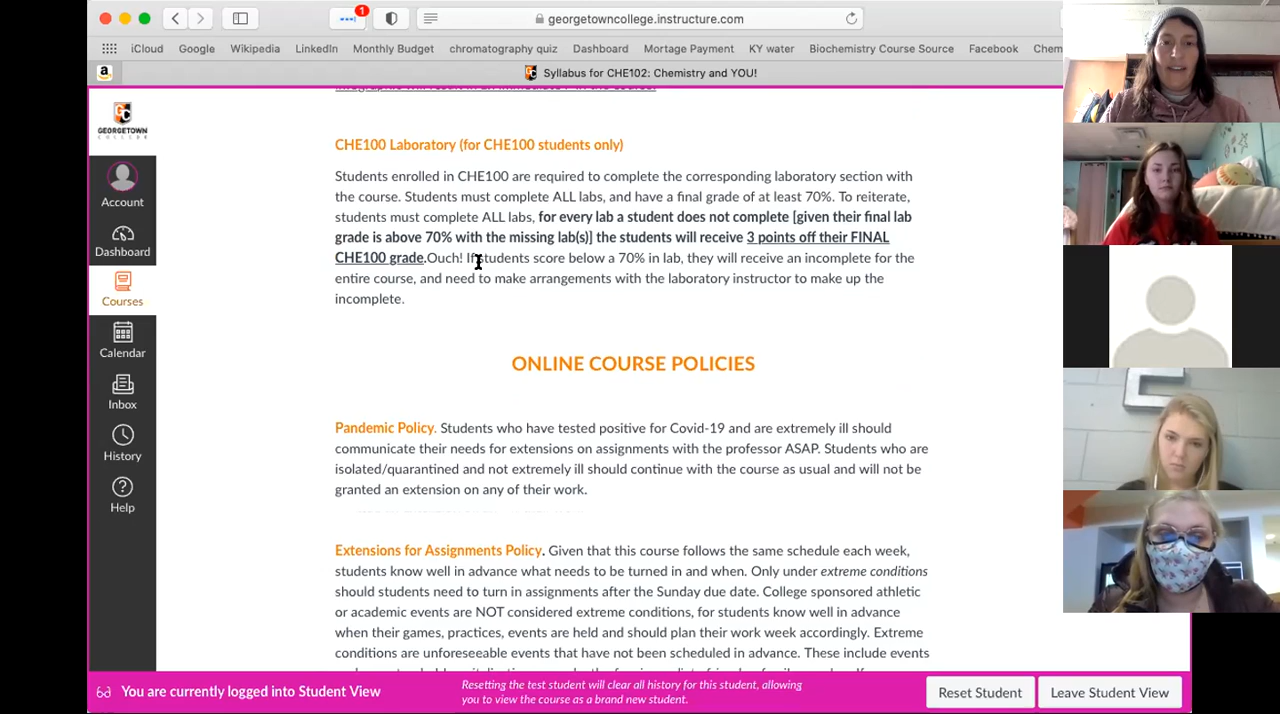 1
georgetowncollege.instructure.com
iCloud Google Wikipedia LinkedIn Monthly Budget chromatography quiz Dashboard Mortage Payment KY water Biochemistry Course Source Facebook Chem
Syllabus for CHE102: Chemistry and YOU!
GEORGETOWN
COLLEGE
Account
Dashboard
Courses
Calendar
Inbox
History
Help
CHE100 Laboratory (for CHE100 students only)
Students enrolled in CHE100 are required to complete the corresponding laboratory section with
the course. Students must complete ALL labs, and have a final grade of at least 70%. To reiterate,
students must complete ALL labs, for every lab a student does not complete [given their final lab
grade is above 70% with the missing lab(s)] the students will receive 3 points off their FINAL
CHE100 grade.Ouch! If students score below a 70% in lab, they will receive an incomplete for the
entire course, and need to make arrangements with the laboratory instructor to make up the
incomplete.
ONLINE COURSE POLICIES
Pandemic Policy. Students who have tested positive for Covid-19 and are extremely ill should
communicate their needs for extensions on assignments with the professor ASAP. Students who are
isolated/quarantined and not extremely ill should continue with the course as usual and will not be
granted an extension on any of their work.
Extensions for Assignments Policy. Given that this course follows the same schedule each week,
students know well in advance what needs to be turned in and when. Only under extreme conditions
should students need to turn in assignments after the Sunday due date. College sponsored athletic
or academic events are NOT considered extreme conditions, for students know well in advance
when their games, practices, events are held and should plan their work week accordingly. Extreme
conditions are unforeseeable events that have not been scheduled in advance. These include events
You are currently logged into Student View
Resetting the test student will clear all history for this student, allowing
you to view the course as a brand new student.
Reset Student
Leave Student View